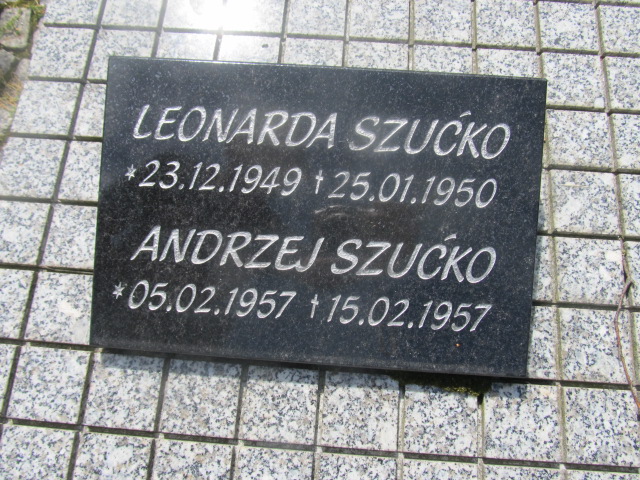 LEONARDA SZUĆKO
*23.12.1949 †25.01.1950
ANDRZEJ SZUĆKO
*05.02.1957 †15.02.1957